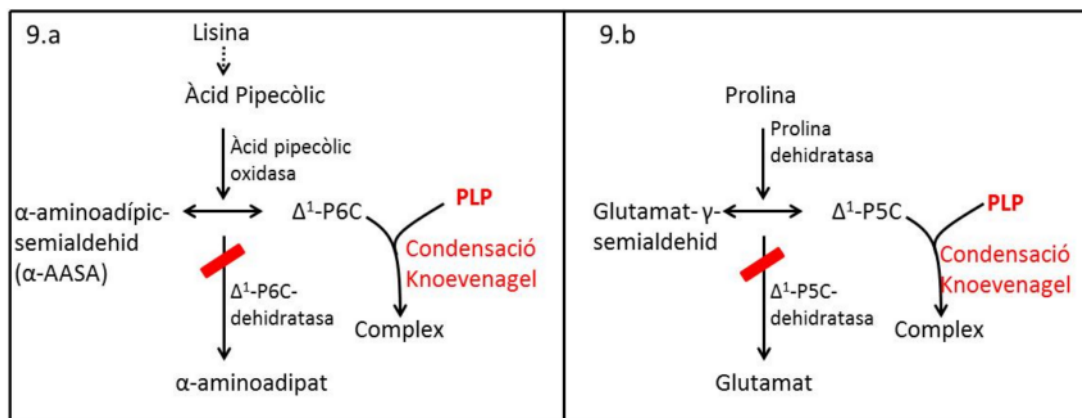 9.a
Lisina
Àcid Pipecòlic
Àcid pipecòlic
oxidasa
α-aminoadípic-
semialdehid
(α-AASA)
Δ¹-P6C
PLP
Condensació
Knoevenagel
Δ¹-P6C-
dehidratasa
Complex
α-aminoadipat
9.b
Prolina
Prolina
dehidratasa
Glutamat-γ-
semialdehid
Δ¹-P5C
PLP
Condensació
Knoevenagel
Δ¹-P5C-
dehidratasa
Complex
Glutamat